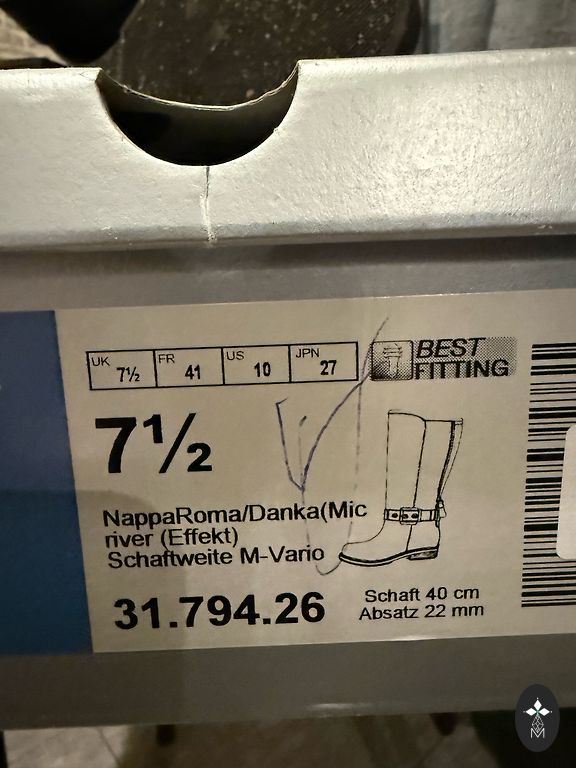 UK 7½ FR 41 US 10 JPN 27
BEST
FITTING
7½
NappaRoma/Danka(Mic
river (Effekt)
Schaftweite M-Vario
31.794.26
Schaft 40 cm
Absatz 22 mm
M